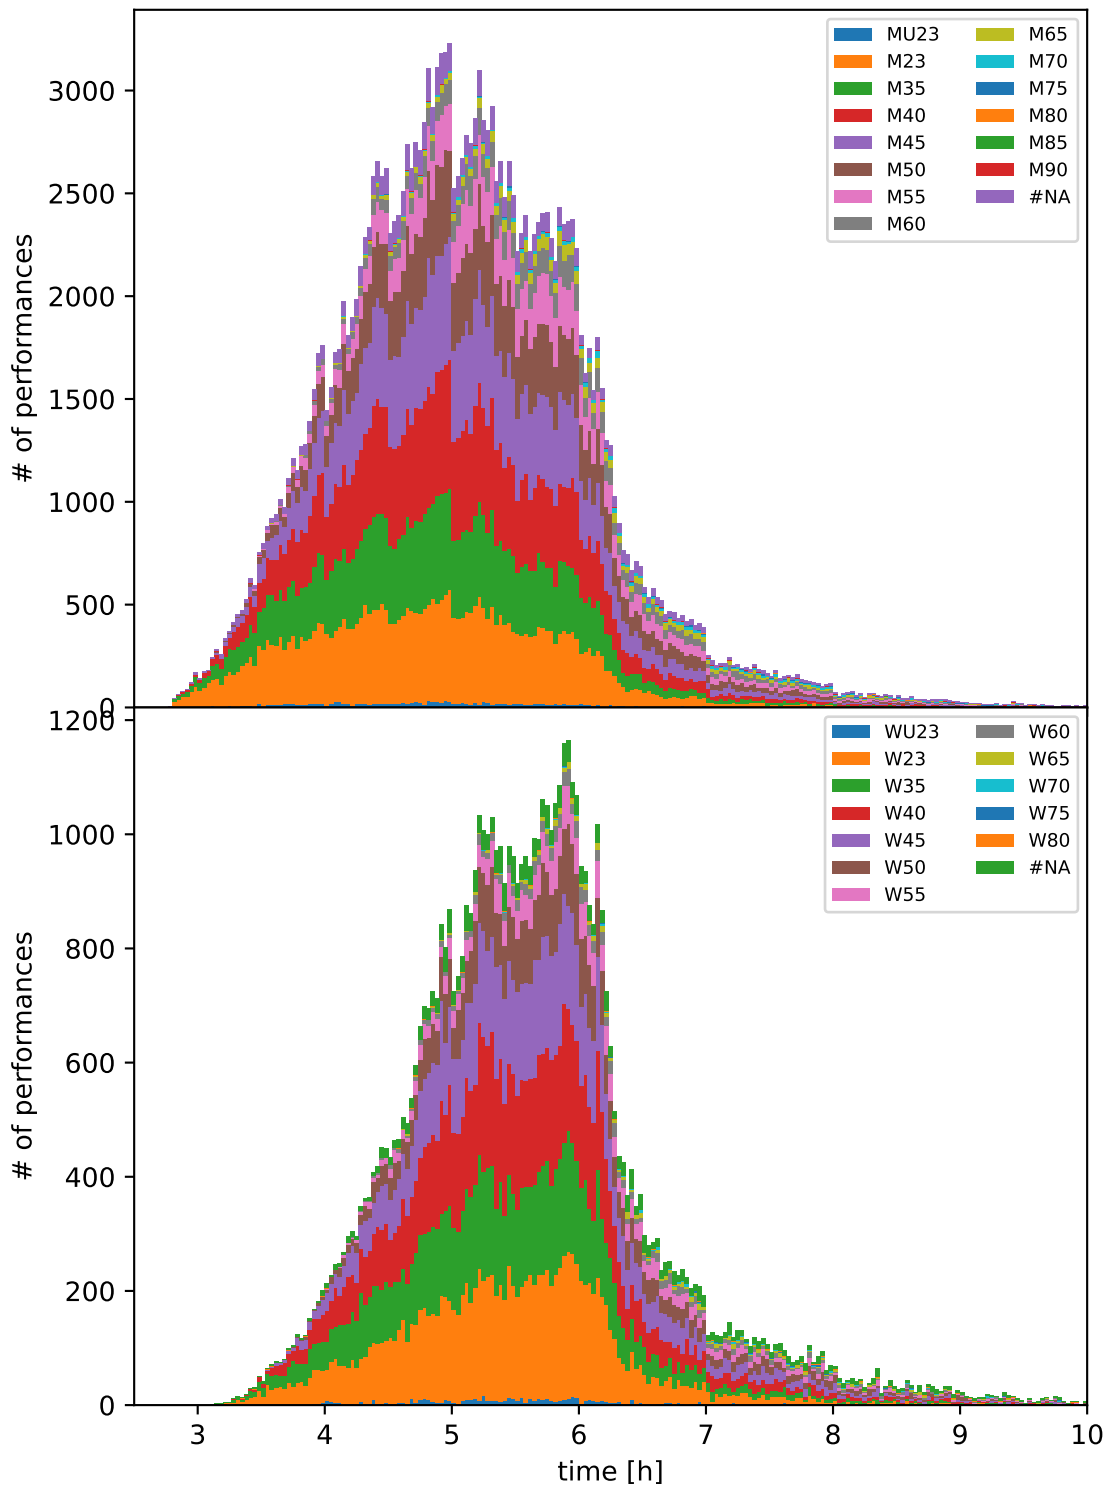 3000
2500
2000
1500
1000
500
0
# of performances
MU23
M23
M35
M40
M45
M50
M55
M60
M65
M70
M75
M80
M85
M90
#NA
1200
1000
800
600
400
200
0
# of performances
WU23
W23
W35
W40
W45
W50
W55
W60
W65
W70
W75
W80
#NA
3 4 5 6 7 8 9 10
time [h]